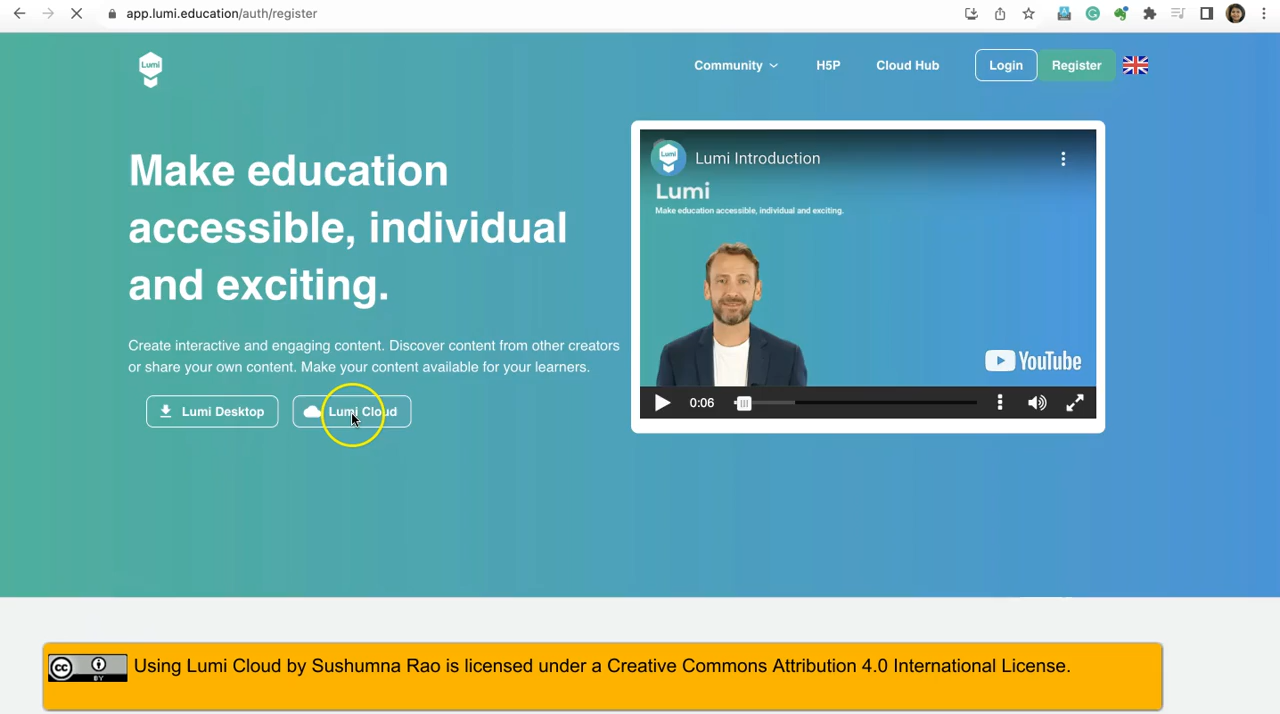 app.lumi.education/auth/register
Lumi
Community
H5P
Cloud Hub
Login
Register
Make education
accessible, individual
and exciting.
Create interactive and engaging content. Discover content from other creators
or share your own content. Make your content available for your learners.
Lumi Desktop
Lumi Cloud
Lumi
Lumi Introduction
Lumi
Make education accessible, individual and exciting.
YouTube
0:06
cc
BY
Using Lumi Cloud by Sushumna Rao is licensed under a Creative Commons Attribution 4.0 International License.